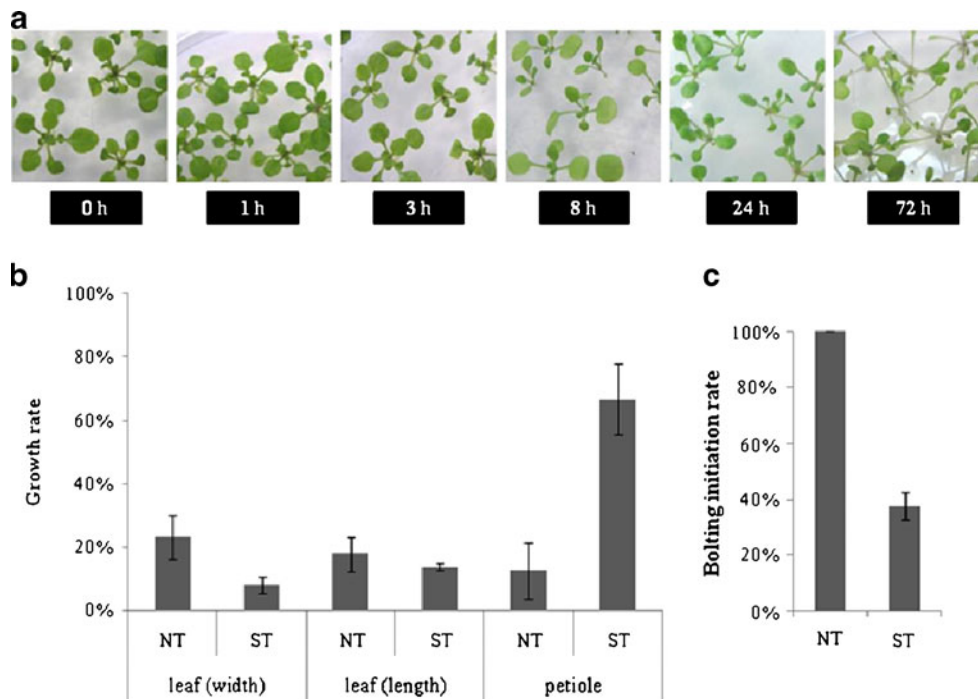 a
0 h 1 h 3 h 8 h 24 h 72 h
b
100%
80%
60%
40%
20%
0%
Growth rate
NT ST NT ST NT ST
leaf (width) leaf (length) petiole
c
100%
80%
60%
40%
20%
0%
Bolting initiation rate
NT ST